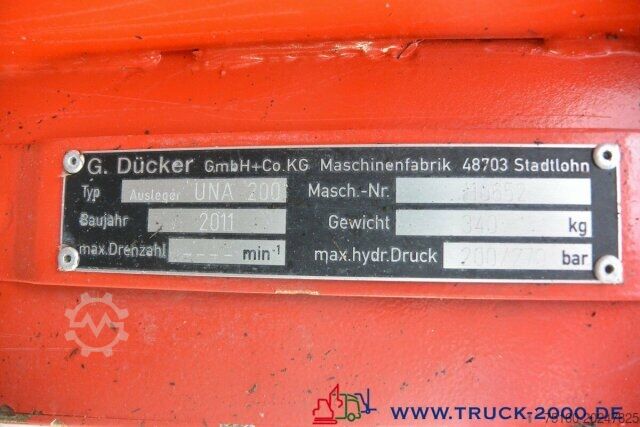 G. Dücker GmbH+Co.KG Maschinenfabrik 48703 Stadtlohn
Typ Ausleger UNA 200 Masch.-Nr.
Baujahr 2011 Gewicht 340 kg
max.Drehzahl ---- min⁻¹ max.hydr.Druck bar
WWW.TRUCK-2000.DE